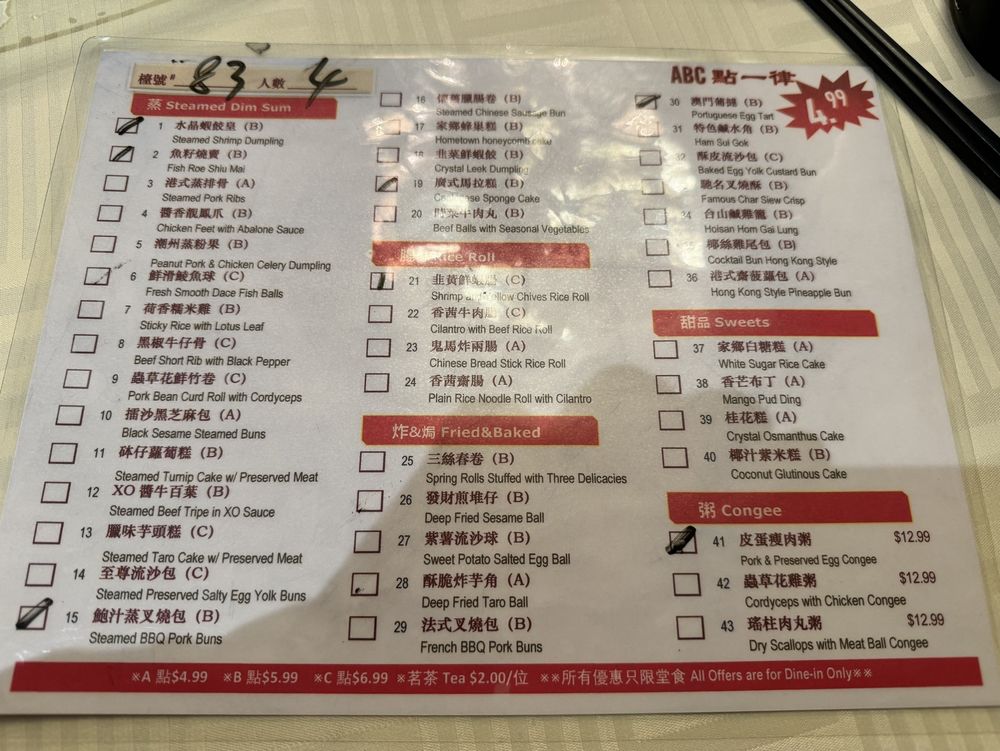 檯號# 83 人數 4
蒸 Steamed Dim Sum
1 水晶蝦餃皇 (B)
Steamed Shrimp Dumpling
2 魚籽燒賣 (B)
Fish Roe Shiu Mai
3 港式蒸排骨 (A)
Steamed Pork Ribs
4 醬香靚鳳爪 (B)
Chicken Feet with Abalone Sauce
5 潮州蒸粉果 (B)
Peanut Pork & Chicken Celery Dumpling
6 鮮滑鯪魚球 (C)
Fresh Smooth Dace Fish Balls
7 荷香糯米雞 (B)
Sticky Rice with Lotus Leaf
8 黑椒牛仔骨 (C)
Beef Short Rib with Black Pepper
9 蟲草花鮮竹卷 (C)
Pork Bean Curd Roll with Cordyceps
10 擂沙黑芝麻包 (A)
Black Sesame Steamed Buns
11 砵仔蘿蔔糕 (B)
Steamed Turnip Cake w/ Preserved Meat
12 XO 醬牛百葉 (B)
Steamed Beef Tripe in XO Sauce
13 臘味芋頭糕 (C)
Steamed Taro Cake w/ Preserved Meat
14 至尊流沙包 (C)
Steamed Preserved Salty Egg Yolk Buns
15 鮑汁蒸叉燒包 (B)
Steamed BBQ Pork Buns
16 臘腸卷 (B)
Steamed Chinese Sausage Bun
17 家鄉蜂巢糕 (B)
Hometown honeycomb cake
18 韭菜鮮蝦餃 (B)
Crystal Leek Dumpling
19 廣式馬拉糕 (B)
Sponge Cake
20 時菜牛肉丸 (B)
Beef Balls with Seasonal Vegetables
腸 Rice Roll
21 韭黃鮮蝦腸 (C)
Shrimp and Yellow Chives Rice Roll
22 香茜牛肉腸 (C)
Cilantro with Beef Rice Roll
23 鬼馬炸兩腸 (A)
Chinese Bread Stick Rice Roll
24 香茜齋腸 (A)
Plain Rice Noodle Roll with Cilantro
炸&焗 Fried&Baked
25 三絲春卷 (B)
Spring Rolls Stuffed with Three Delicacies
26 發財煎堆仔 (B)
Deep Fried Sesame Ball
27 紫薯流沙球 (B)
Sweet Potato Salted Egg Ball
28 酥脆炸芋角 (A)
Deep Fried Taro Ball
29 法式叉燒包 (B)
French BBQ Pork Buns
ABC 點一律
4.99
30 澳門葡撻 (B)
Portuguese Egg Tart
31 特色鹹水角 (B)
Ham Sui Gok
32 酥皮流沙包 (C)
Baked Egg Yolk Custard Bun
33 馳名叉燒酥 (B)
Famous Char Siew Crisp
34 台山鹹雞籠 (B)
Hoisan Hom Gai Lung
35 椰絲雞尾包 (B)
Cocktail Bun Hong Kong Style
36 港式齋菠蘿包 (A)
Hong Kong Style Pineapple Bun
甜品 Sweets
37 家鄉白糖糕 (A)
White Sugar Rice Cake
38 香芒布丁 (A)
Mango Pud Ding
39 桂花糕 (A)
Crystal Osmanthus Cake
40 椰汁紫米糕 (B)
Coconut Glutinous Cake
粥 Congee
41 皮蛋瘦肉粥 $12.99
Pork & Preserved Egg Congee
42 蟲草花雞粥 $12.99
Cordyceps with Chicken Congee
43 瑤柱肉丸粥 $12.99
Dry Scallops with Meat Ball Congee
※A 點$4.99 ※B 點$5.99 ※C 點$6.99 ※茗茶 Tea $2.00/位 ※※所有優惠只限堂食 All Offers are for Dine-in Only※※